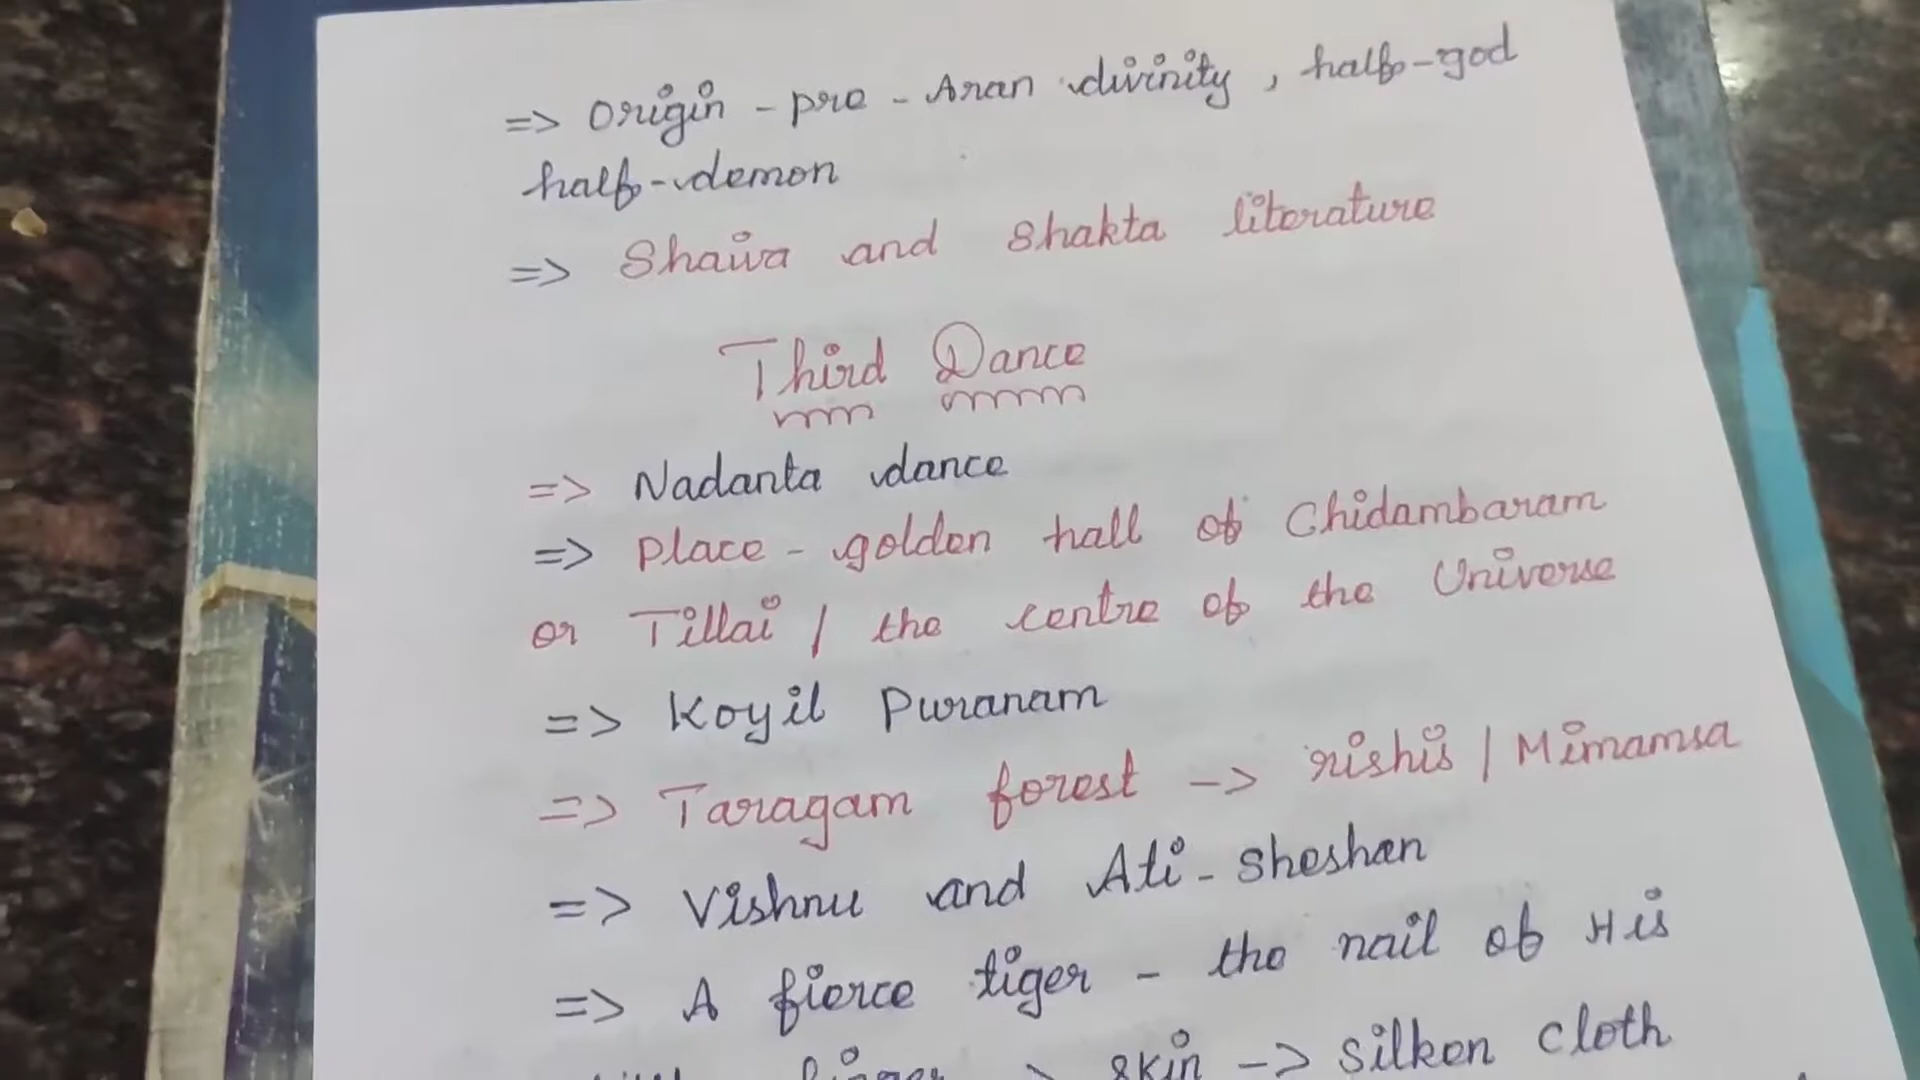 => Origin - pre - Aran divinity, half-god
half-demon
=> Shaiva and Shakta literature
Third Dance
=> Nadanta dance
=> Place - golden hall of Chidambaram
or Tillai / the centre of the Universe
=> Koyil Puranam
=> Taragam forest -> rishis / Mimamsa
=> Vishnu and Ati - Sheshan
=> A fierce tiger - the nail of His
finger -> skin -> silken cloth